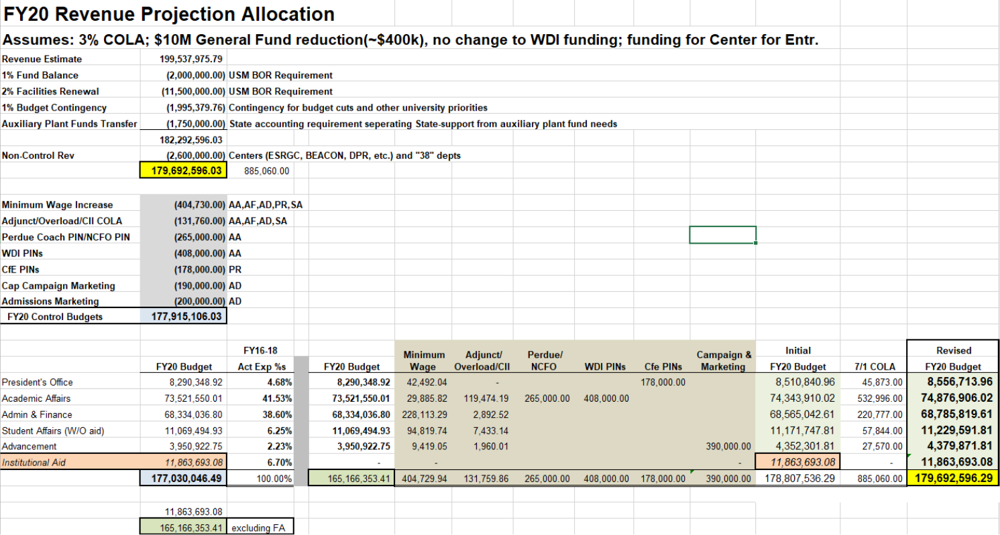 FY20 Revenue Projection Allocation
Assumes: 3% COLA; $10M General Fund reduction(~$400k), no change to WDI funding; funding for Center for Entr.
Revenue Estimate 199,537,975.79
1% Fund Balance (2,000,000.00) USM BOR Requirement
2% Facilities Renewal (11,500,000.00) USM BOR Requirement
1% Budget Contingency (1,995,379.76) Contingency for budget cuts and other university priorities
Auxiliary Plant Funds Transfer (1,750,000.00) State accounting requirement seperating State-support from auxiliary plant fund needs
182,292,596.03
Non-Control Rev (2,600,000.00) Centers (ESRGC, BEACON, DPR, etc.) and "38" depts
179,692,596.03 885,060.00
Minimum Wage Increase (404,730.00) AA,AF,AD,PR,SA
Adjunct/Overload/CII COLA (131,760.00) AA,AF,AD,SA
Perdue Coach PIN/NCFO PIN (265,000.00) AA
WDI PINs (408,000.00) AA
CfE PINs (178,000.00) PR
Cap Campaign Marketing (190,000.00) AD
Admissions Marketing (200,000.00) AD
FY20 Control Budgets 177,915,106.03
FY16-18 Minimum Adjunct/ Perdue/ Campaign & Initial Revised
FY20 Budget Act Exp %s FY20 Budget Wage Overload/CII NCFO WDI PINs Cfe PINs Marketing FY20 Budget 7/1 COLA FY20 Budget
President's Office 8,290,348.92 4.68% 8,290,348.92 42,492.04 - 178,000.00 8,510,840.96 45,873.00 8,556,713.96
Academic Affairs 73,521,550.01 41.53% 73,521,550.01 29,885.82 119,474.19 265,000.00 408,000.00 74,343,910.02 532,996.00 74,876,906.02
Admin & Finance 68,334,036.80 38.60% 68,334,036.80 228,113.29 2,892.52 68,565,042.61 220,777.00 68,785,819.61
Student Affairs (W/O aid) 11,069,494.93 6.25% 11,069,494.93 94,819.74 7,433.14 11,171,747.81 57,844.00 11,229,591.81
Advancement 3,950,922.75 2.23% 3,950,922.75 9,419.05 1,960.01 390,000.00 4,352,301.81 27,570.00 4,379,871.81
Institutional Aid 11,863,693.08 6.70% - - - 11,863,693.08 - 11,863,693.08
177,030,046.49 100.00% 165,166,353.41 404,729.94 131,759.86 265,000.00 408,000.00 178,000.00 390,000.00 178,807,536.29 885,060.00 179,692,596.29
11,863,693.08
165,166,353.41 excluding FA